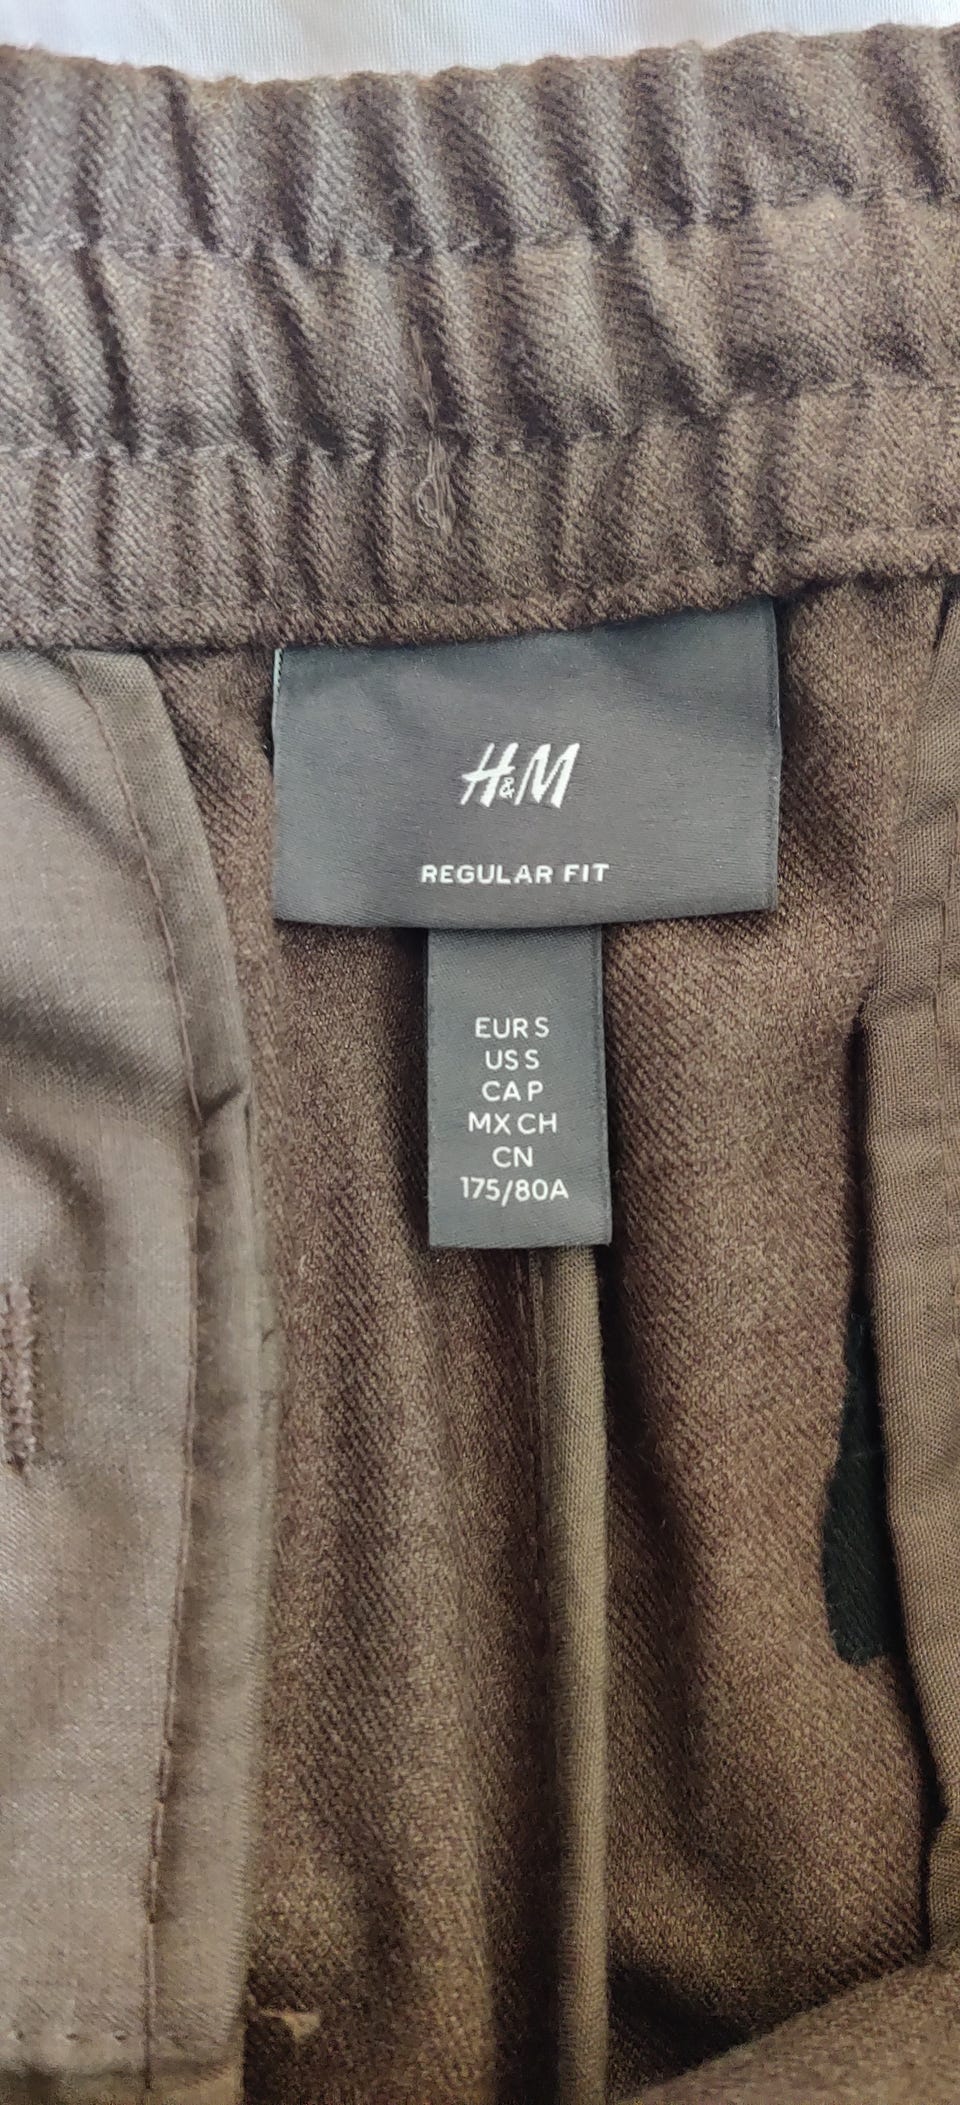 H&M
REGULAR FIT
EUR S
US S
CA P
MX CH
CN
175/80A